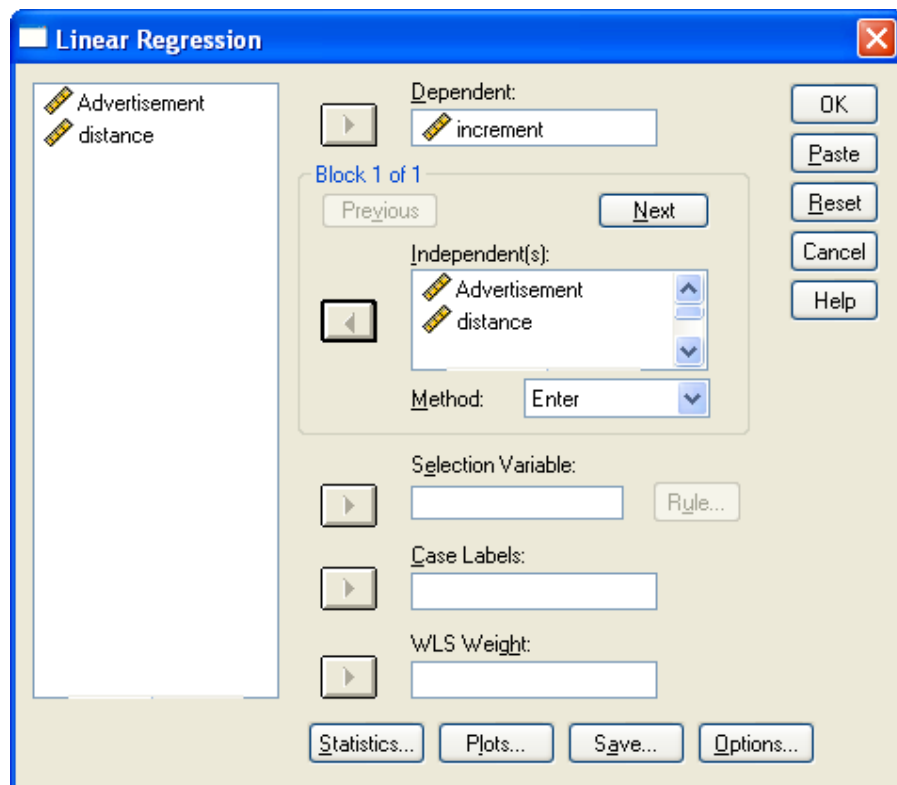 Linear Regression
Advertisement
distance
Dependent:
increment
Block 1 of 1
Previous
Next
Independent(s):
Advertisement
distance
Method:
Enter
Selection Variable:
Rule...
Case Labels:
WLS Weight:
OK
Paste
Reset
Cancel
Help
Statistics...
Plots...
Save...
Options...